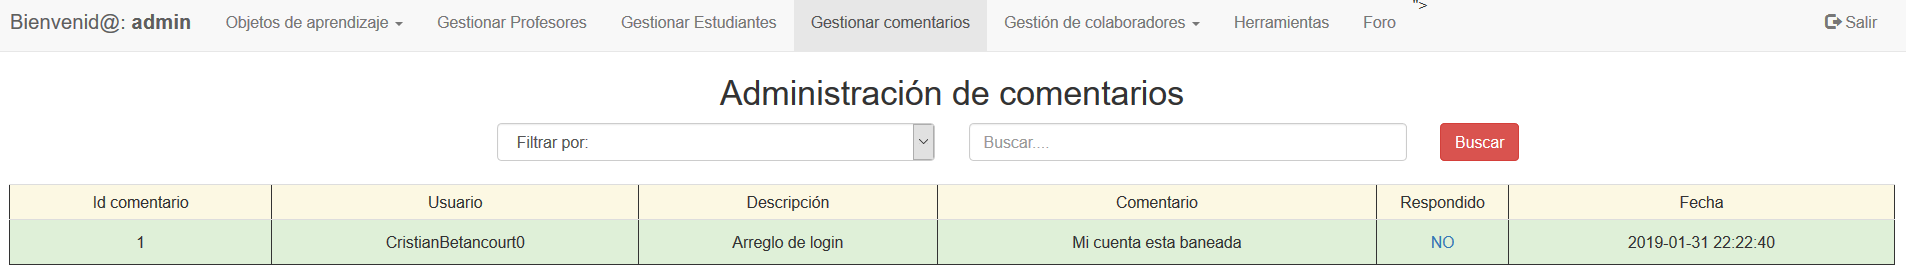 ">
Bienvenid@: admin Objetos de aprendizaje Gestionar Profesores Gestionar Estudiantes Gestionar comentarios Gestión de colaboradores Herramientas Foro Salir
Administración de comentarios
Filtrar por: Buscar.... Buscar
Id comentario Usuario Descripción Comentario Respondido Fecha
1 CristianBetancourt0 Arreglo de login Mi cuenta esta baneada NO 2019-01-31 22:22:40